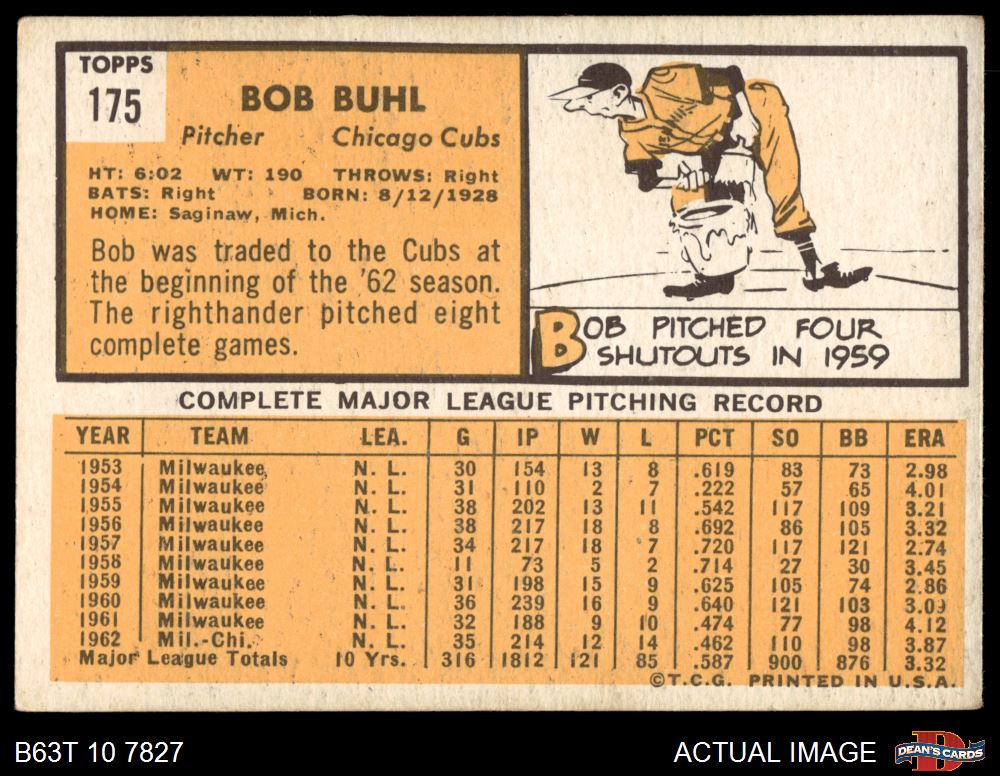 TOPPS
175
BOB BUHL
Pitcher Chicago Cubs
HT: 6:02 WT: 190 THROWS: Right
BATS: Right BORN: 8/12/1928
HOME: Saginaw, Mich.
Bob was traded to the Cubs at
the beginning of the '62 season.
The righthander pitched eight
complete games.
BOB PITCHED FOUR
SHUTOUTS IN 1959
COMPLETE MAJOR LEAGUE PITCHING RECORD
YEAR TEAM LEA. G IP W L PCT SO BB ERA
1953 Milwaukee N. L. 30 154 13 8 .619 83 73 2.98
1954 Milwaukee N. L. 31 110 2 7 .222 57 65 4.01
1955 Milwaukee N. L. 38 202 13 11 .542 117 109 3.21
1956 Milwaukee N. L. 38 217 18 8 .692 86 105 3.32
1957 Milwaukee N. L. 34 217 18 7 .720 117 121 2.74
1958 Milwaukee N. L. 11 73 5 2 .714 27 30 3.45
1959 Milwaukee N. L. 31 198 15 9 .625 105 74 2.86
1960 Milwaukee N. L. 36 239 16 9 .640 121 103 3.09
1961 Milwaukee N. L. 32 188 9 10 .474 77 98 4.12
1962 Mil.-Chi. N. L. 35 214 12 14 .462 110 98 3.87
Major League Totals 10 Yrs. 316 1812 121 85 .587 900 876 3.32
©T.C.G. PRINTED IN U.S.A.
B63T 10 7827 ACTUAL IMAGE DEAN'S CARDS